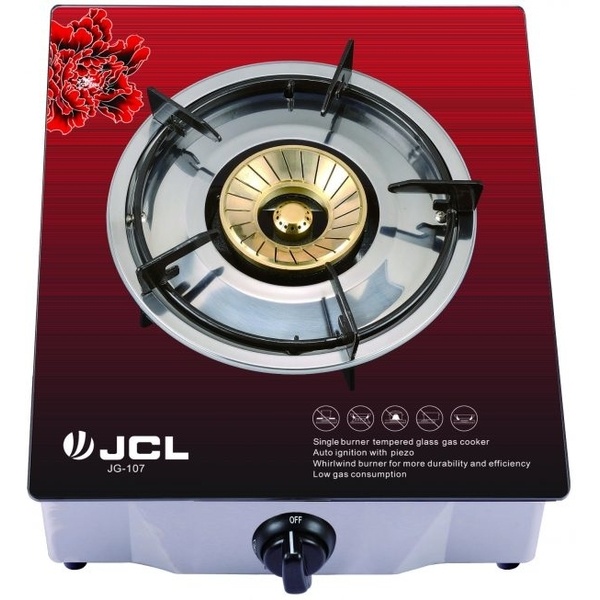 JCL
JG-107
Single burner tempered glass gas cooker
Auto ignition with piezo
Whirlwind burner for more durability and efficiency
Low gas consumption
OFF